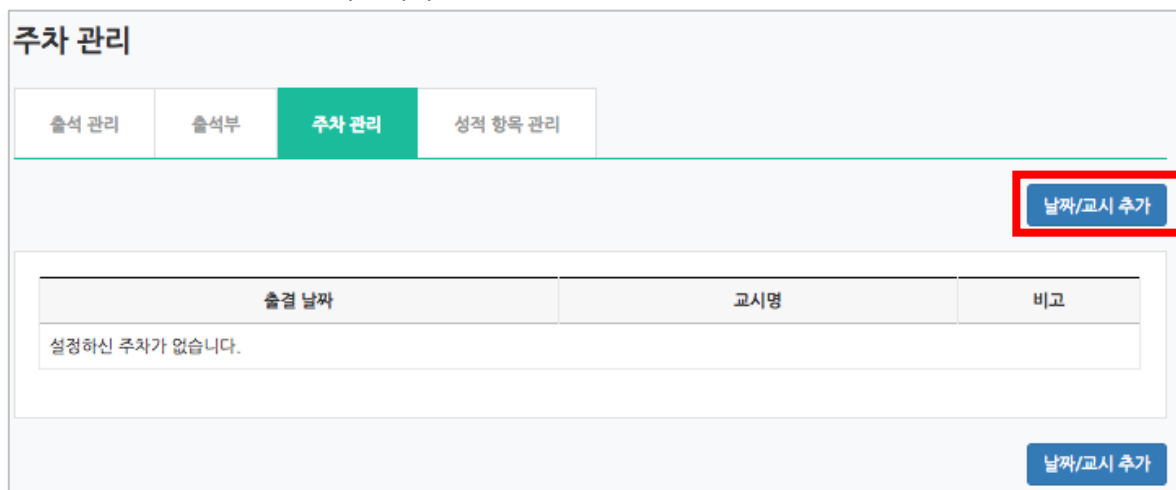 주차 관리
출석 관리 출석부 주차 관리 성적 항목 관리
날짜/교시 추가
출결 날짜 교시명 비고
설정하신 주차가 없습니다.
날짜/교시 추가